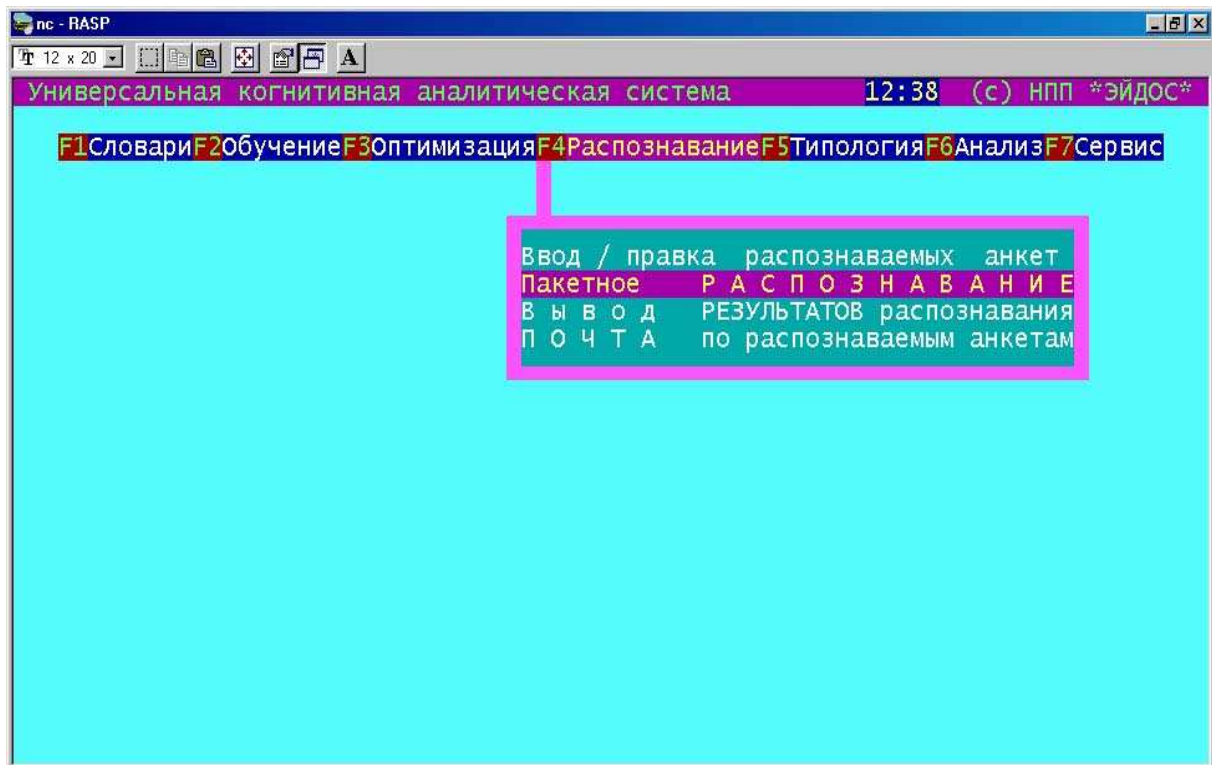 nc - RASP
12 x 20 A
Универсальная когнитивная аналитическая система 12:38 (c) НПП *ЭЙДОС*
F1Словари F2Обучение F3Оптимизация F4Распознавание F5Типология F6Анализ F7Сервис
Ввод / правка распознаваемых анкет
Пакетное Р А С П О З Н А В А Н И Е
В ы в о д РЕЗУЛЬТАТОВ распознавания
П О Ч Т А по распознаваемым анкетам